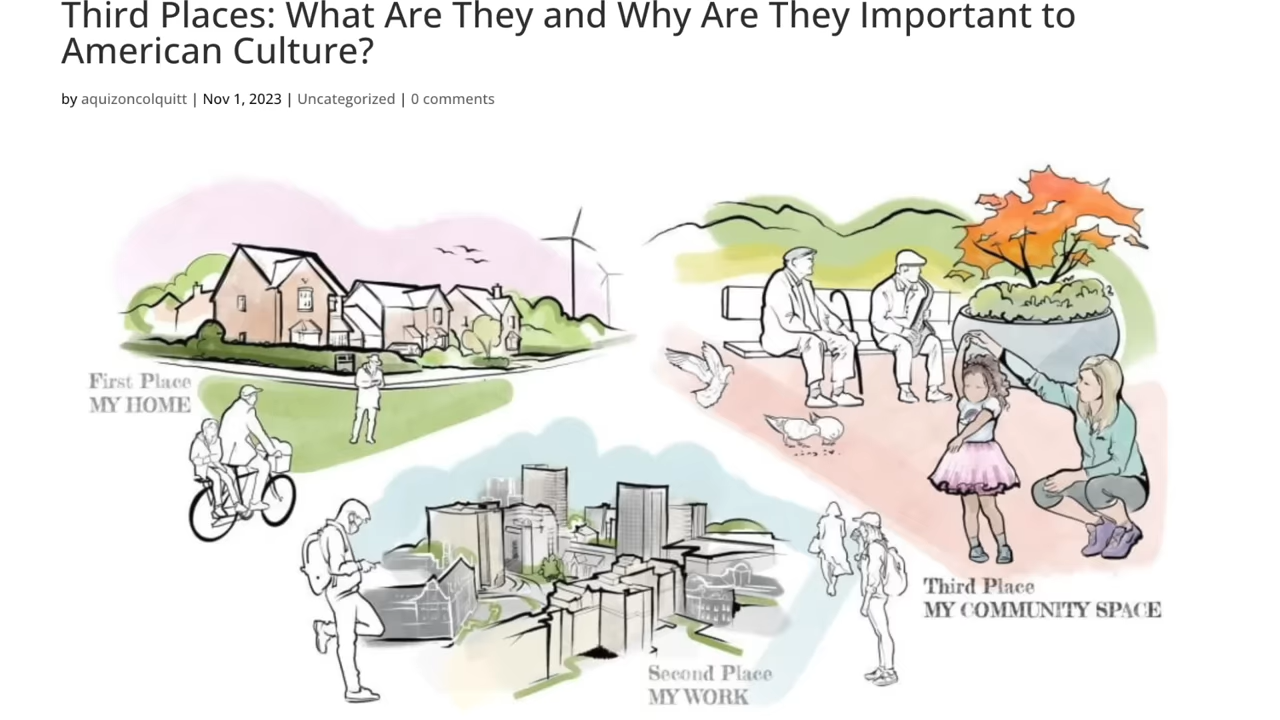 Third Places: What Are They and Why Are They Important to
American Culture?
by aquizoncolquitt | Nov 1, 2023 | Uncategorized | 0 comments
First Place
MY HOME
Second Place
MY WORK
Third Place
MY COMMUNITY SPACE